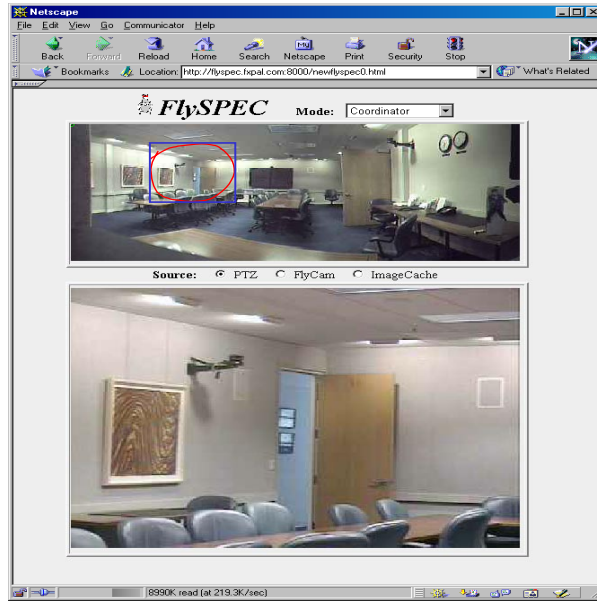 Netscape
File Edit View Go Communicator Help
Back Forward Reload Home Search Netscape Print Security Stop
Bookmarks Location: http://flyspec.fxpal.com:8000/newflyspec0.html What's Related
FlySPEC Mode: Coordinator
Source: PTZ FlyCam ImageCache
8990K read (at 219.3K/sec)